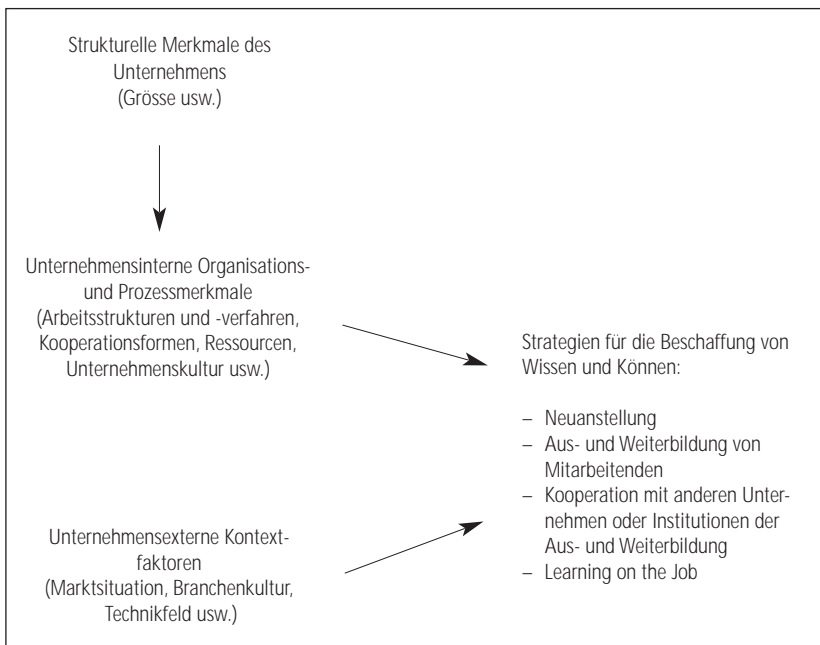 Strukturelle Merkmale des
Unternehmens
(Grösse usw.)
Unternehmensinterne Organisations-
und Prozessmerkmale
(Arbeitsstrukturen und -verfahren,
Kooperationsformen, Ressourcen,
Unternehmenskultur usw.)
Strategien für die Beschaffung von
Wissen und Können:
– Neuanstellung
– Aus- und Weiterbildung von
Mitarbeitenden
– Kooperation mit anderen Unter-
nehmen oder Institutionen der
Aus- und Weiterbildung
– Learning on the Job
Unternehmensexterne Kontext-
faktoren
(Marktsituation, Branchenkultur,
Technikfeld usw.)